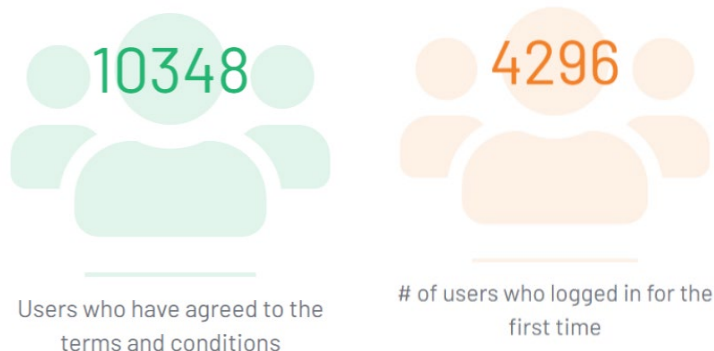 10348
Users who have agreed to the
terms and conditions
4296
# of users who logged in for the
first time